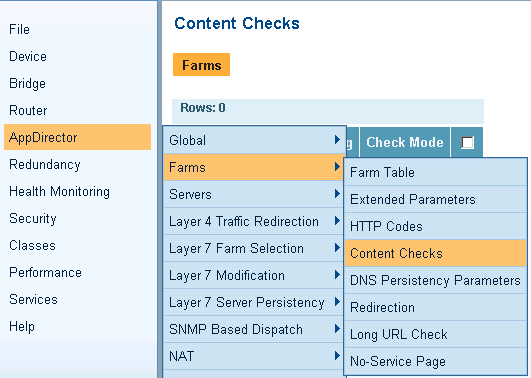 File
Device
Bridge
Router
AppDirector
Redundancy
Health Monitoring
Security
Classes
Performance
Services
Help
Content Checks
Farms
Rows: 0
Check Mode
Global
Farms
Servers
Layer 4 Traffic Redirection
Layer 7 Farm Selection
Layer 7 Modification
Layer 7 Server Persistency
SNMP Based Dispatch
NAT
Farm Table
Extended Parameters
HTTP Codes
Content Checks
DNS Persistency Parameters
Redirection
Long URL Check
No-Service Page